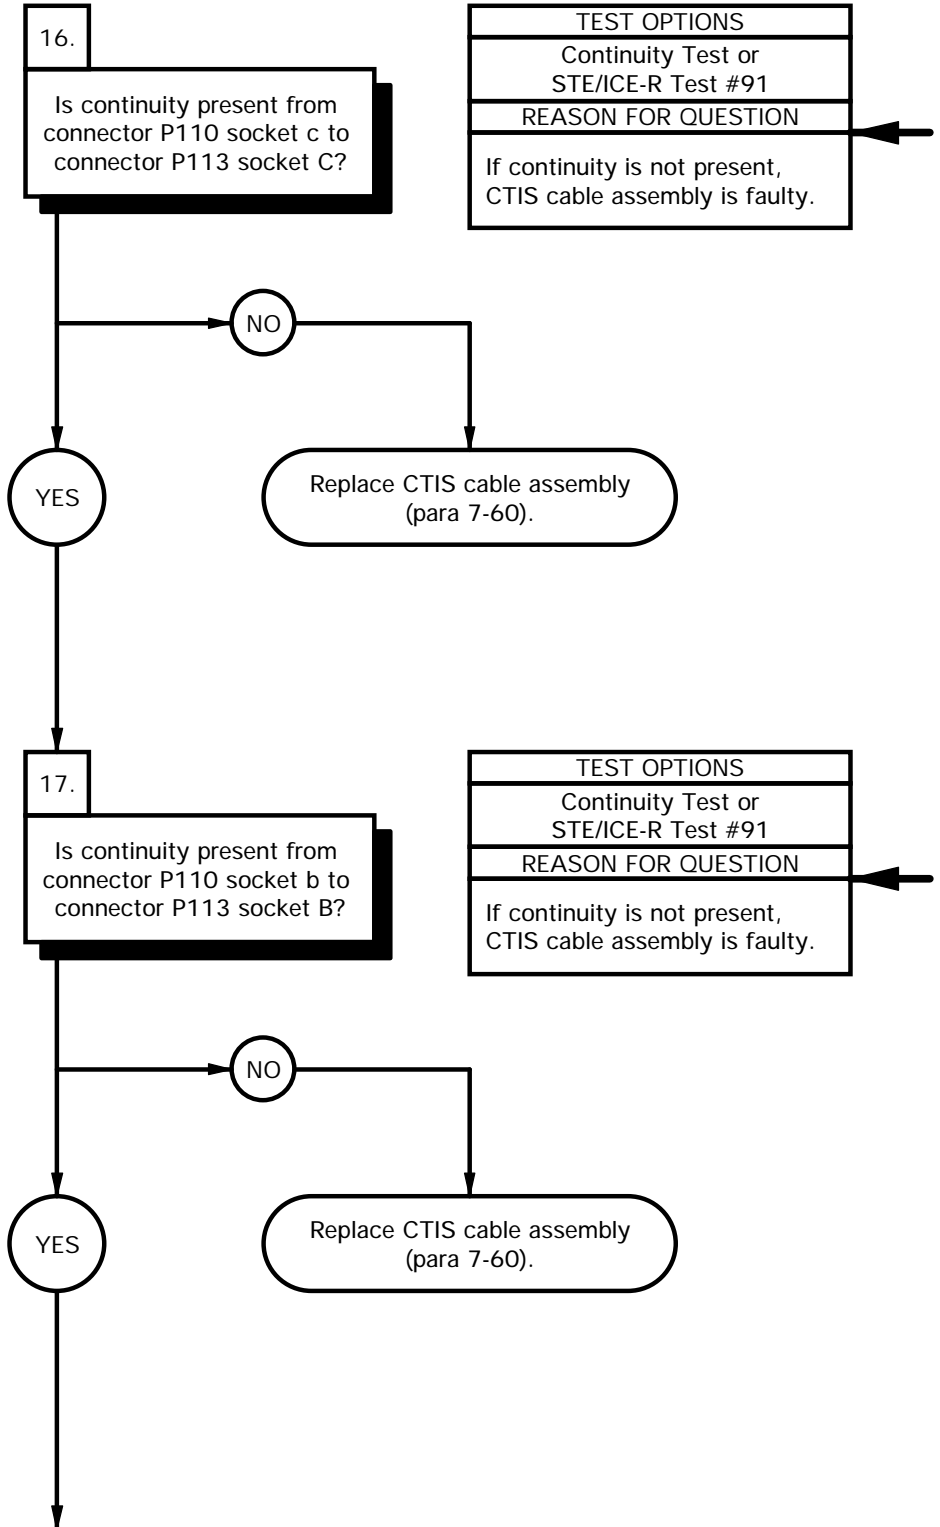 16.
Is continuity present from
connector P110 socket c to
connector P113 socket C?
TEST OPTIONS
Continuity Test or
STE/ICE-R Test #91
REASON FOR QUESTION
If continuity is not present,
CTIS cable assembly is faulty.
NO
YES
Replace CTIS cable assembly
(para 7-60).
17.
Is continuity present from
connector P110 socket b to
connector P113 socket B?
TEST OPTIONS
Continuity Test or
STE/ICE-R Test #91
REASON FOR QUESTION
If continuity is not present,
CTIS cable assembly is faulty.
NO
YES
Replace CTIS cable assembly
(para 7-60).